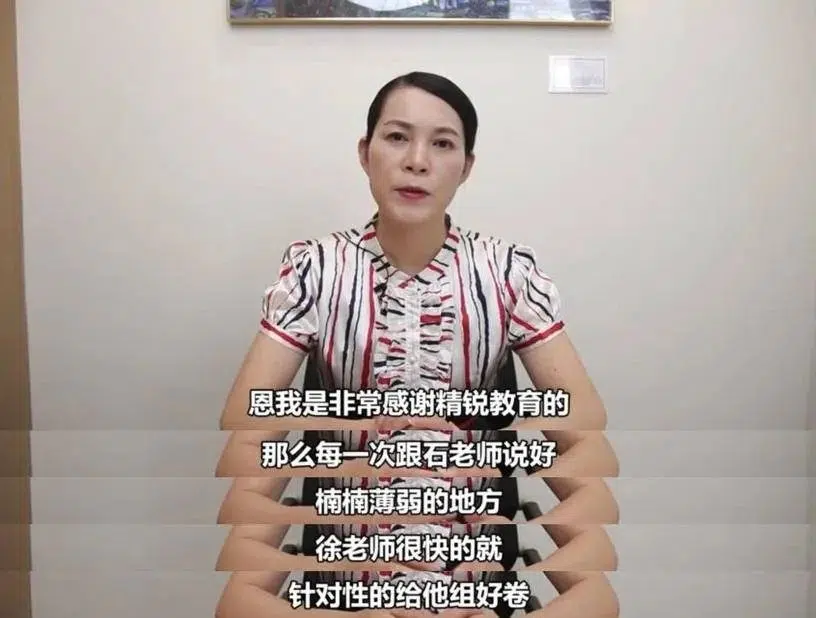 恩我是非常感谢精锐教育的
那么每一次跟石老师说好
楠楠薄弱的地方
徐老师很快的就
针对性的给他组好卷